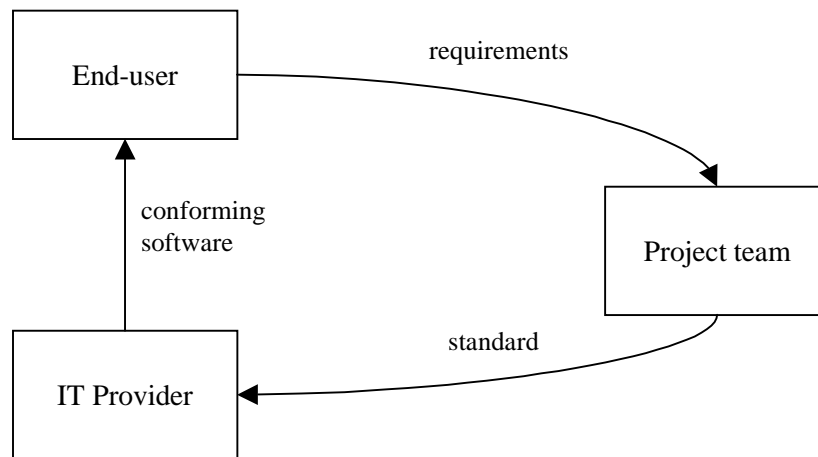 End-user
requirements
conforming
software
Project team
standard
IT Provider